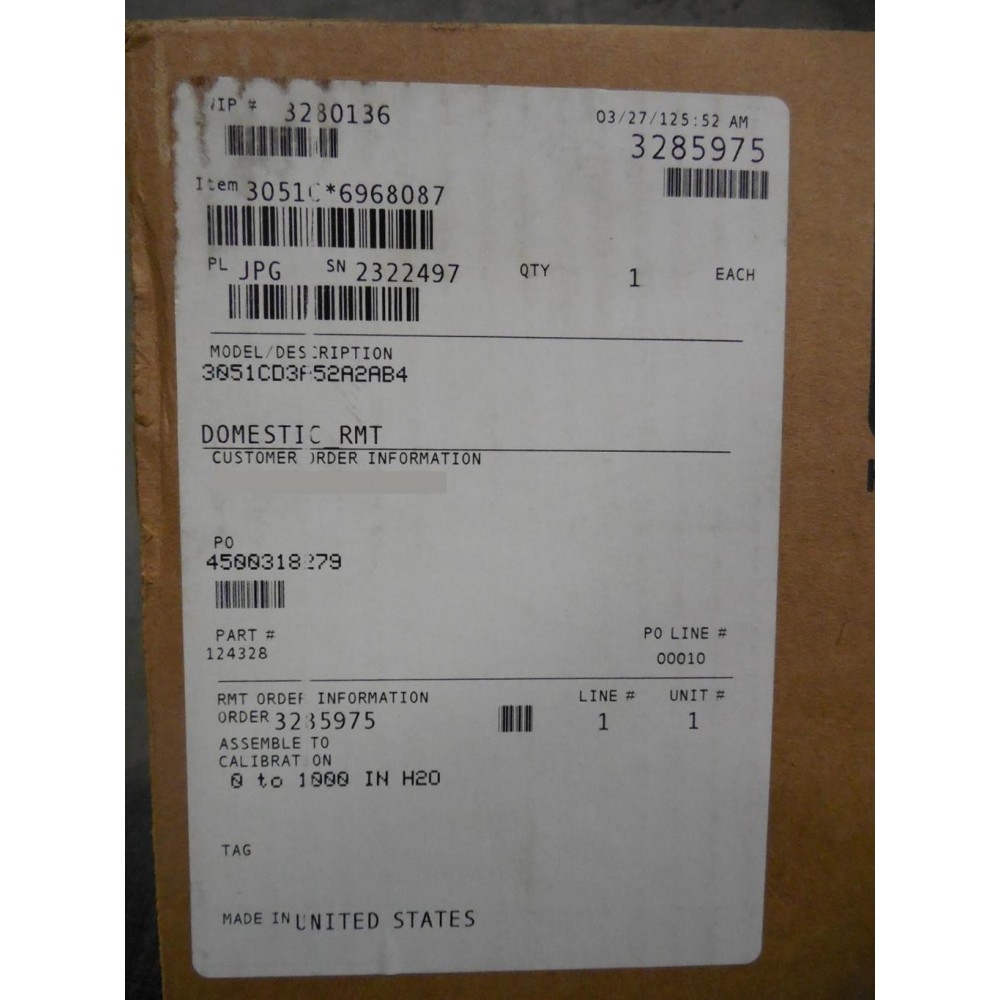 WIP # 3280136 03/27/125:52 AM
3285975
Item 3051C*6968087
PL JPG SN 2322497 QTY 1 EACH
MODEL/DESCRIPTION
3051CD3A52A2AB4
DOMESTIC_RMT
CUSTOMER ORDER INFORMATION
PO
4500318279
PART # PO LINE #
124328 00010
RMT ORDER INFORMATION LINE # UNIT #
ORDER 3285975 1 1
ASSEMBLE TO
CALIBRATION
0 to 1000 IN H2O
TAG
MADE IN UNITED STATES